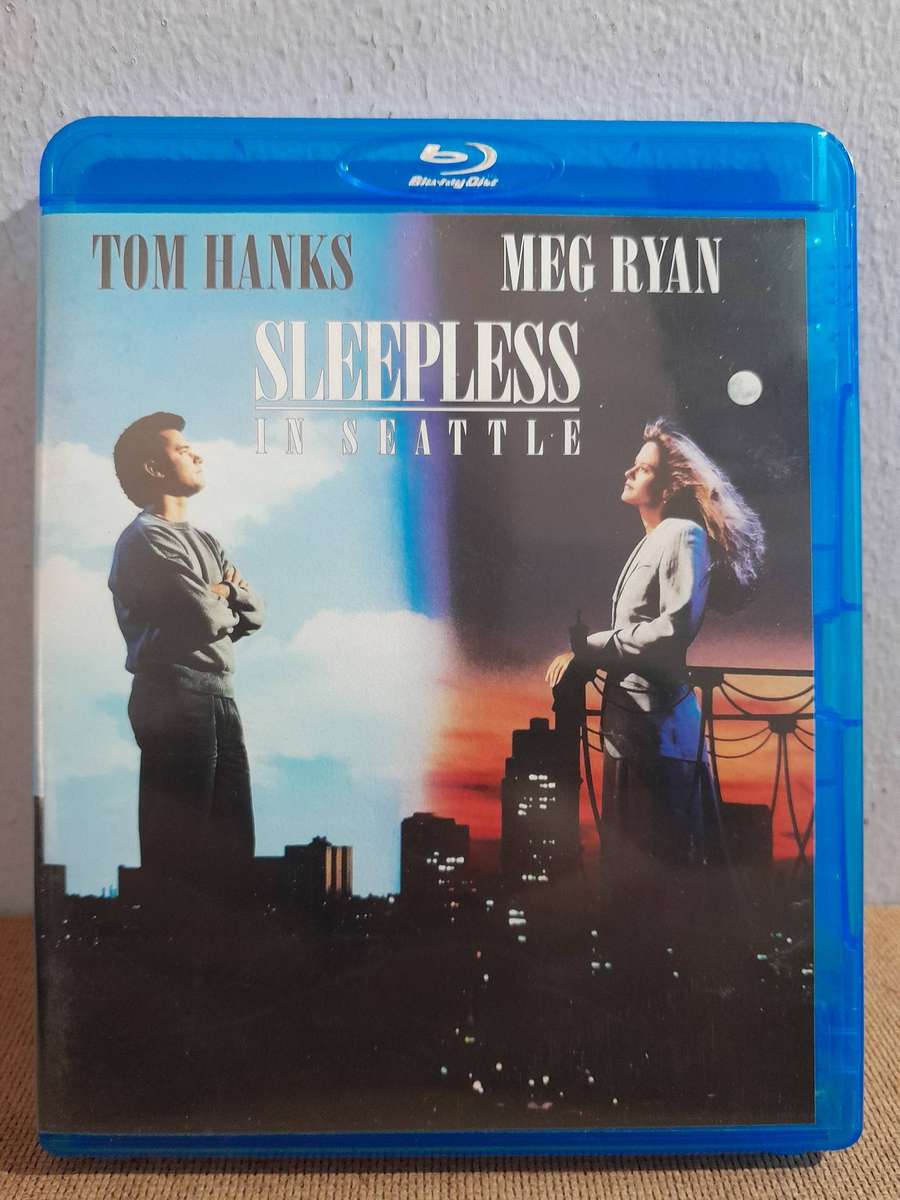 Blu-ray Disc
TOM HANKS MEG RYAN
SLEEPLESS
IN SEATTLE